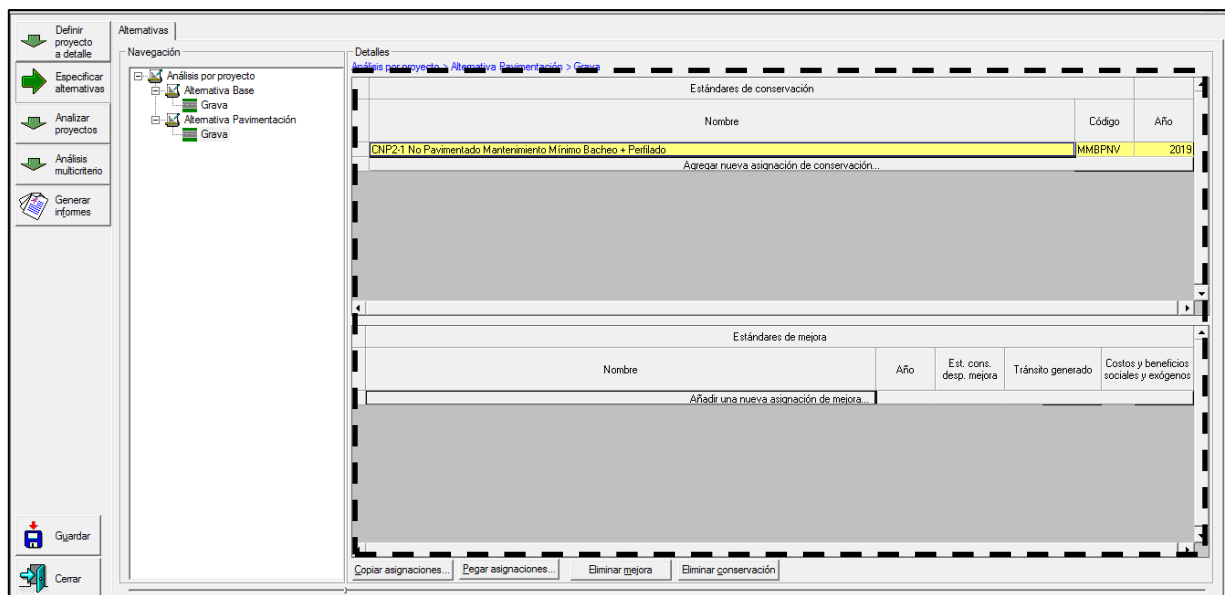 Definir
proyecto
a detalle
Especificar
alternativas
Analizar
proyectos
Análisis
multicriterio
Generar
informes
Guardar
Cerrar
Alternativas
Navegación
Análisis por proyecto
Alternativa Base
Grava
Alternativa Pavimentación
Grava
Detalles
Análisis por proyecto > Alternativa Pavimentación > Grava
Estándares de conservación
Nombre
Código
Año
CNP2-1 No Pavimentado Mantenimiento Mínimo Bacheo + Perfilado
MMBPNV
2019
Agregar nueva asignación de conservación...
Estándares de mejora
Nombre
Año
Est. cons.
desp. mejora
Tránsito generado
Costos y beneficios
sociales y exógenos
Añadir una nueva asignación de mejora...
Copiar asignaciones...
Pegar asignaciones...
Eliminar mejora
Eliminar conservación